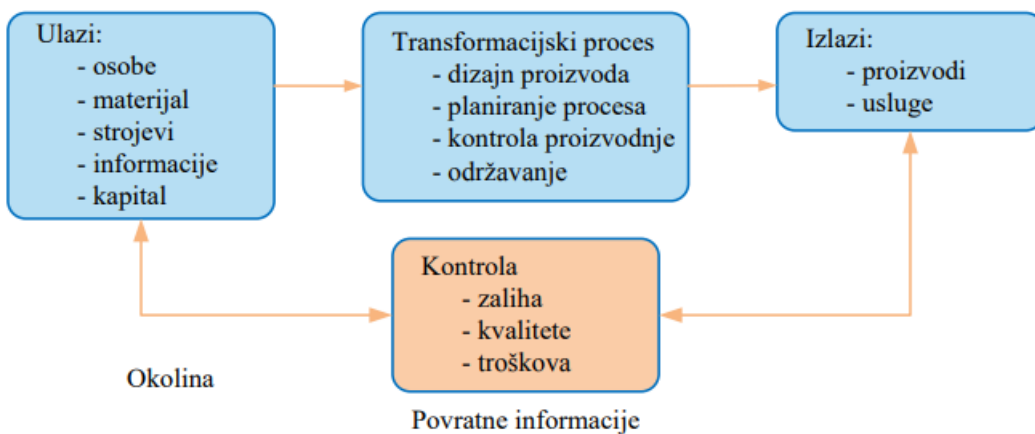 Ulazi:
- osobe
- materijal
- strojevi
- informacije
- kapital
Transformacijski proces
- dizajn proizvoda
- planiranje procesa
- kontrola proizvodnje
- održavanje
Izlazi:
- proizvodi
- usluge
Kontrola
- zaliha
- kvalitete
- troškova
Okolina
Povratne informacije